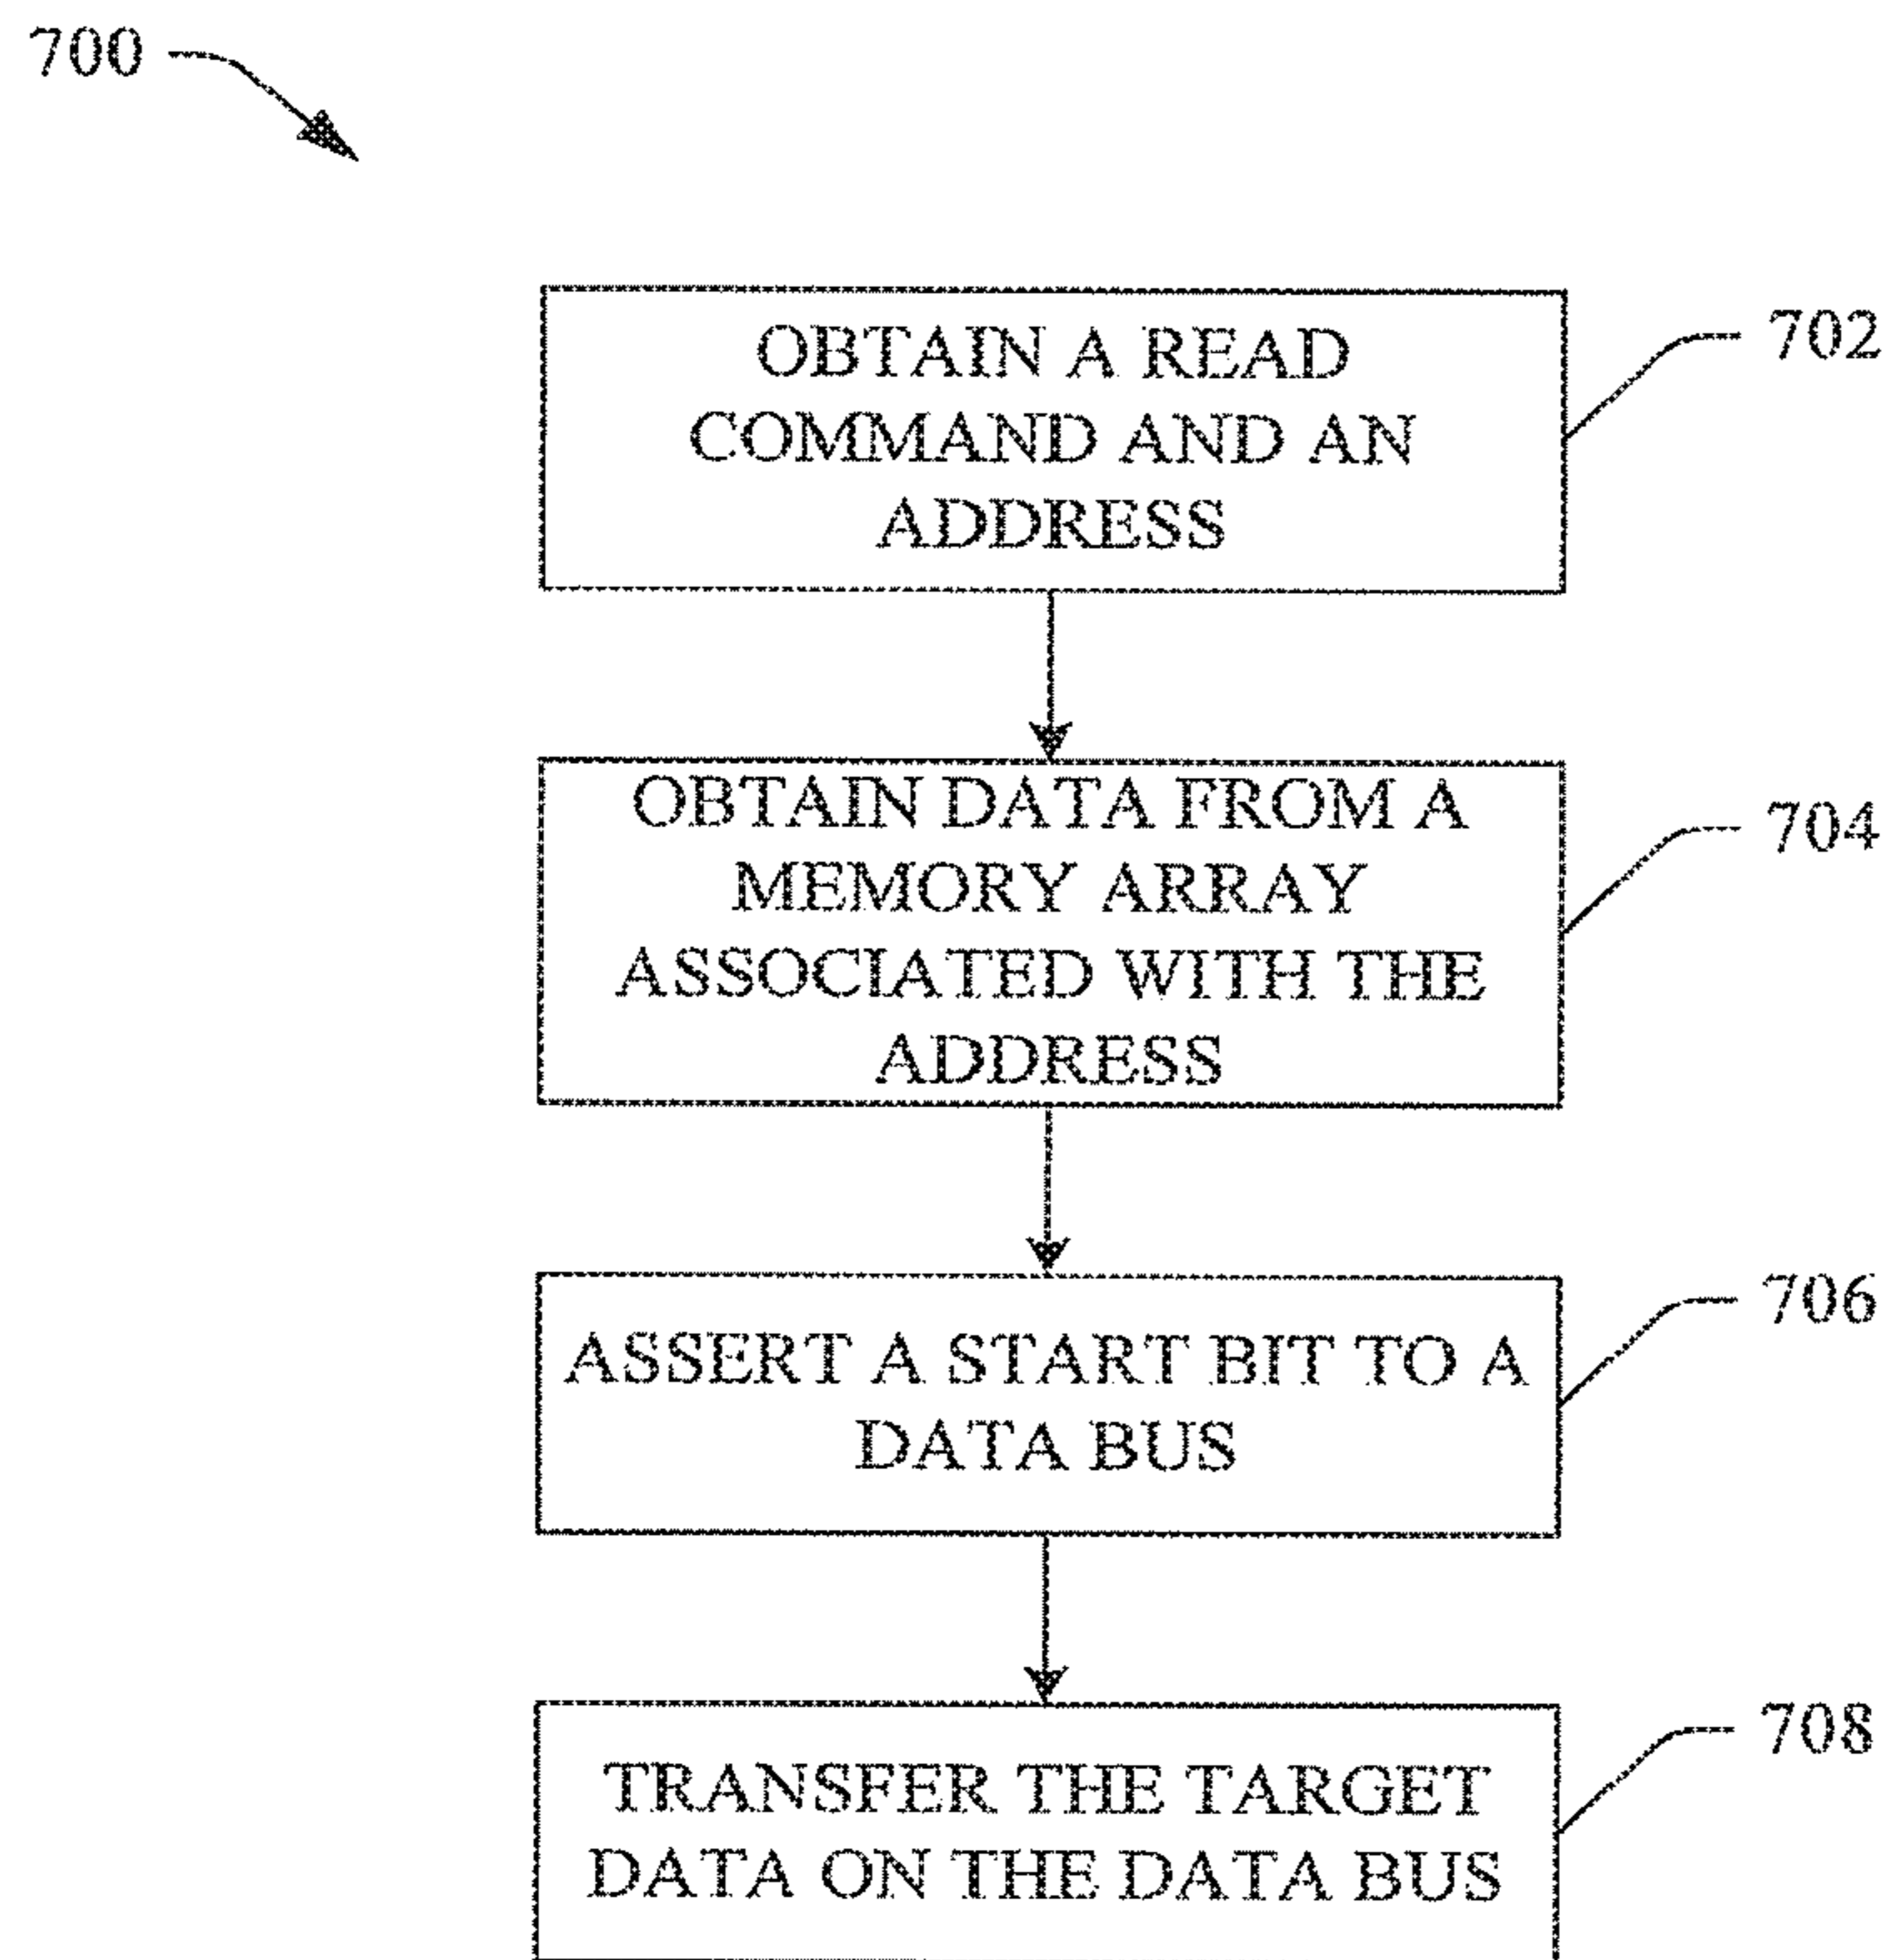 700
OBTAIN A READ
COMMAND AND AN
ADDRESS
702
OBTAIN DATA FROM A
MEMORY ARRAY
ASSOCIATED WITH THE
ADDRESS
704
ASSERT A START BIT TO A
DATA BUS
706
TRANSFER THE TARGET
DATA ON THE DATA BUS
708